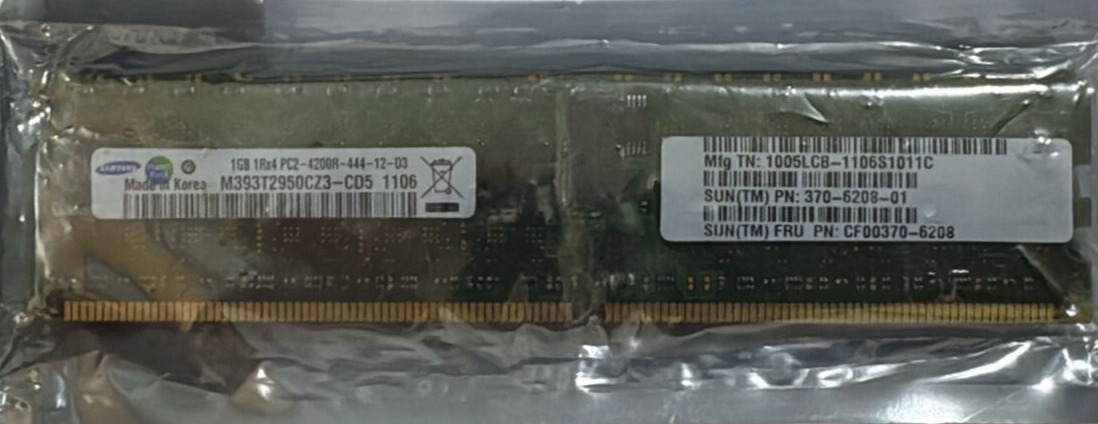 SAMSUNG
1GB 1Rx4 PC2-4200R-444-12-D3
Made in Korea M393T2950CZ3-CD5 1106
Mfg TN: 1005LCB-1106S1011C
SUN(TM) PN: 370-6208-01
SUN(TM) FRU PN: CF00370-6208